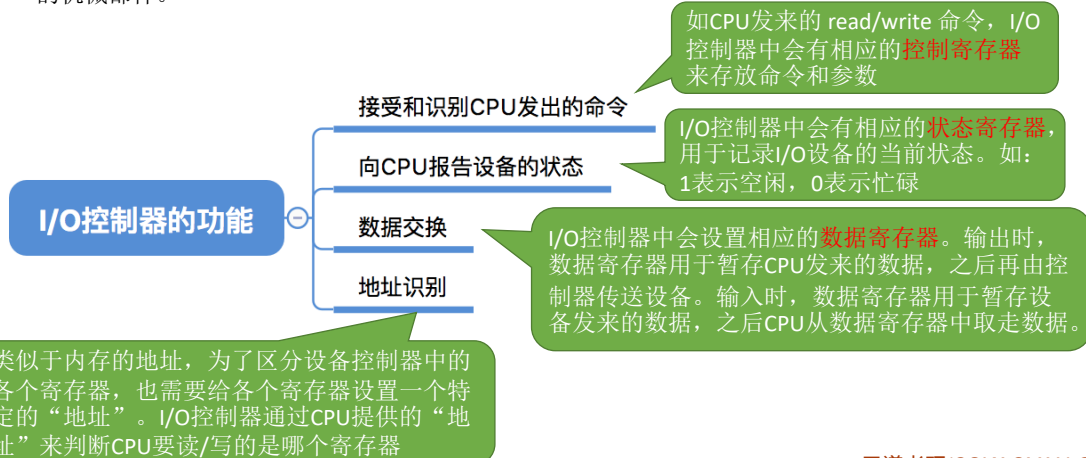 如CPU发来的 read/write 命令，I/O
控制器中会有相应的控制寄存器
来存放命令和参数
接受和识别CPU发出的命令
I/O控制器中会有相应的状态寄存器，
用于记录I/O设备的当前状态。如：
1表示空闲，0表示忙碌
向CPU报告设备的状态
I/O控制器的功能
数据交换
I/O控制器中会设置相应的数据寄存器。输出时，
数据寄存器用于暂存CPU发来的数据，之后再由控
制器传送设备。输入时，数据寄存器用于暂存设
备发来的数据，之后CPU从数据寄存器中取走数据。
地址识别
类似于内存的地址，为了区分设备控制器中的
各个寄存器，也需要给各个寄存器设置一个特
定的“地址”。I/O控制器通过CPU提供的“地
址”来判断CPU要读/写的是哪个寄存器